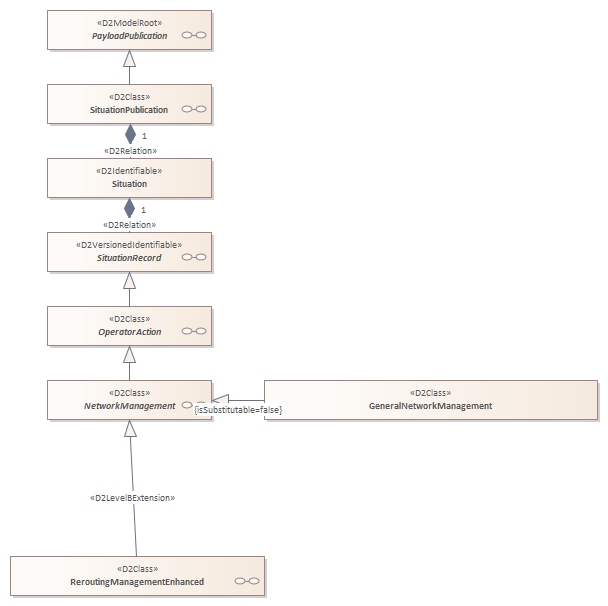 «D2ModelRoot»
PayloadPublication
«D2Class»
SituationPublication
1
«D2Relation»
«D2Identifiable»
Situation
1
«D2Relation»
«D2VersionedIdentifiable»
SituationRecord
«D2Class»
OperatorAction
«D2Class»
NetworkManagement
{isSubstitutable=false}
«D2Class»
GeneralNetworkManagement
«D2LevelBExtension»
«D2Class»
ReroutingManagementEnhanced